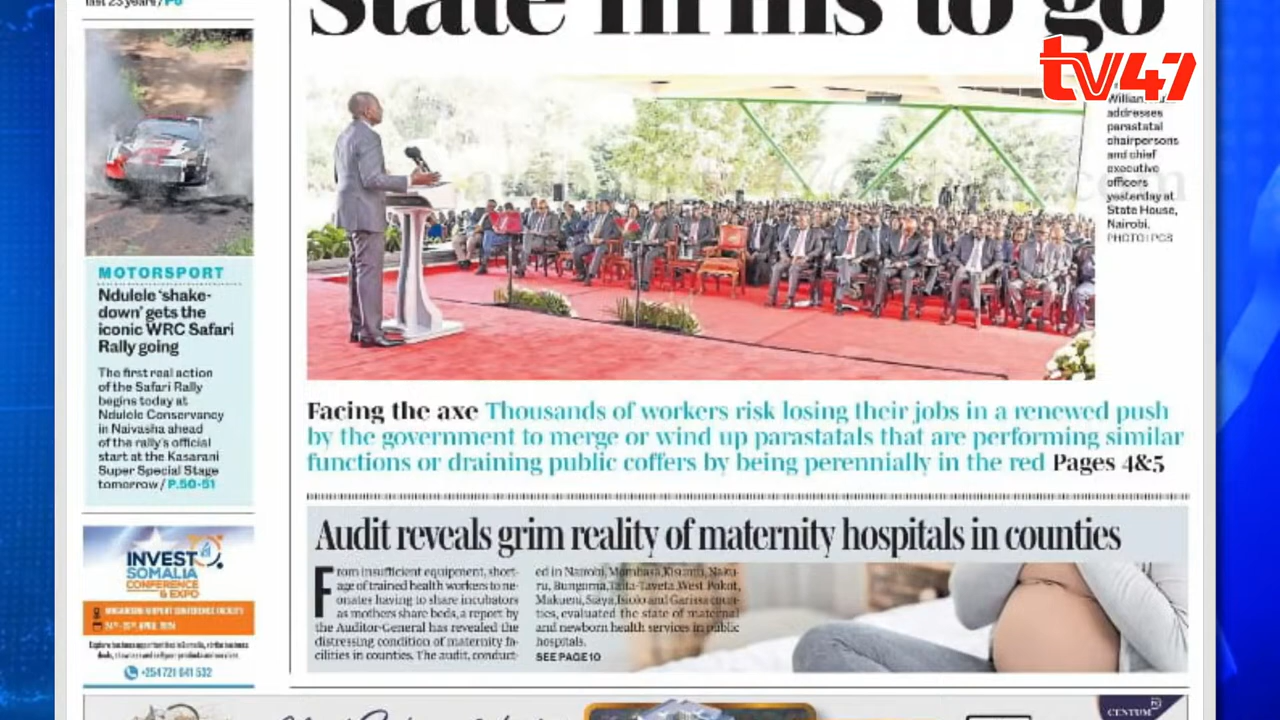 last 23 years / P6
State firms to go
tv47
William
addresses
parastatal
chairpersons
and chief
executive
officers
yesterday at
State House,
Nairobi.
PHOTO | PCS
MOTORSPORT
Ndulele ‘shake-
down’ gets the
iconic WRC Safari
Rally going
The first real action
of the Safari Rally
begins today at
Ndulele Conservancy
in Naivasha ahead
of the rally's official
start at the Kasarani
Super Special Stage
tomorrow / P.50-51
Facing the axe Thousands of workers risk losing their jobs in a renewed push
by the government to merge or wind up parastatals that are performing similar
functions or draining public coffers by being perennially in the red Pages 4&5
INVEST
SOMALIA
CONFERENCE
& EXPO
+254 721 641 532
Audit reveals grim reality of maternity hospitals in counties
From insufficient equipment, short-
age of trained health workers to ne-
onates having to share incubators
as mothers share beds, a report by
the Auditor-General has revealed the
distressing condition of maternity fa-
cilities in counties. The audit, conduct-
ed in Nairobi, Mombasa, Kisumu, Naku-
ru, Bungoma, Taita-Taveta, West Pokot,
Makueni, Siaya, Isiolo and Garissa coun-
ties, evaluated the state of maternal
and newborn health services in public
hospitals.
SEE PAGE 10
CENTUM